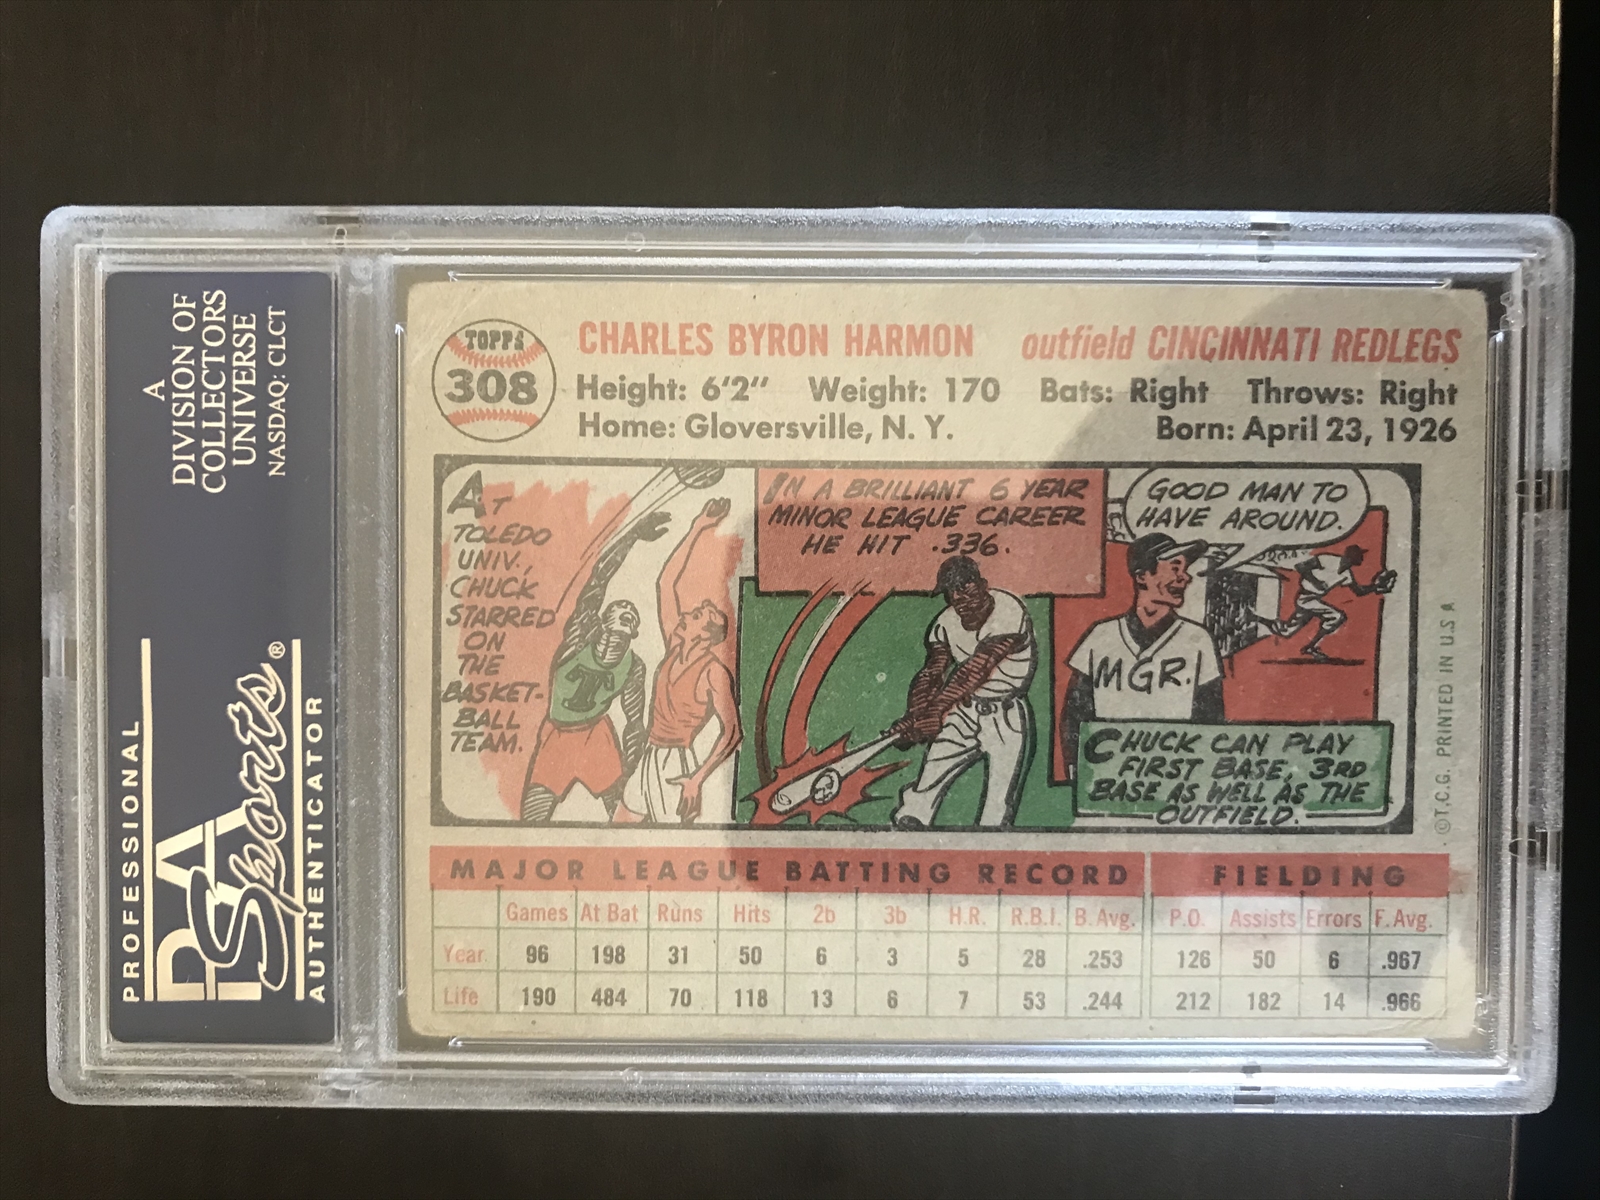 A
DIVISION OF
COLLECTORS
UNIVERSE
NASDAQ: CLCT
PROFESSIONAL
PSA
Sports®
AUTHENTICATOR
TOPPS
308
CHARLES BYRON HARMON outfield CINCINNATI REDLEGS
Height: 6'2" Weight: 170 Bats: Right Throws: Right
Home: Gloversville, N. Y. Born: April 23, 1926
AT
TOLEDO
UNIV.,
CHUCK
STARRED
ON
THE
BASKET-
BALL
TEAM.
T
IN A BRILLIANT 6 YEAR
MINOR LEAGUE CAREER
HE HIT .336.
GOOD MAN TO
HAVE AROUND.
MGR.
CHUCK CAN PLAY
FIRST BASE, 3RD
BASE AS WELL AS THE
OUTFIELD.
©T.C.G. PRINTED IN U.S.A
MAJOR LEAGUE BATTING RECORD FIELDING
Games At Bat Runs Hits 2b 3b H.R. R.B.I. B.Avg. P.O. Assists Errors F.Avg.
Year 96 198 31 50 6 3 5 28 .253 126 50 6 .967
Life 190 484 70 118 13 6 7 53 .244 212 182 14 .966